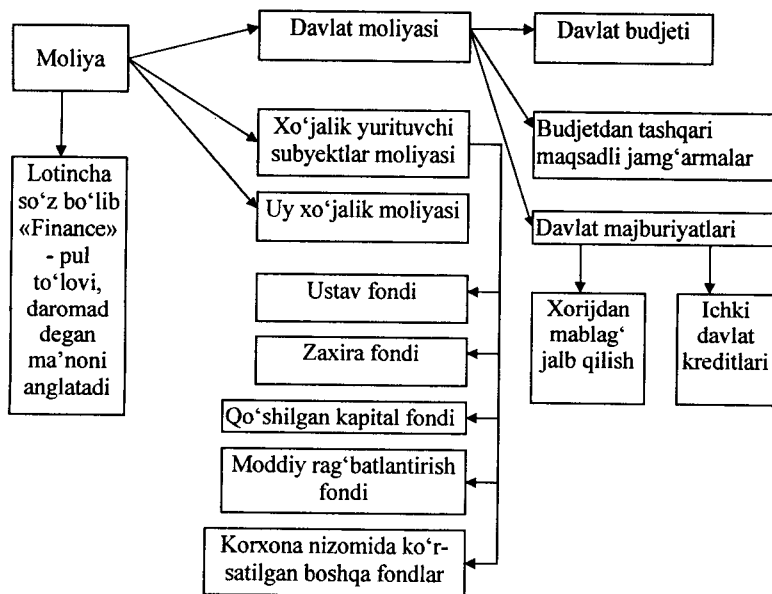 Moliya
Lotincha
so‘z bo‘lib
«Finance»
- pul
to‘lovi,
daromad
degan
ma’noni
anglatadi
Davlat moliyasi
Xo‘jalik yurituvchi
subyektlar moliyasi
Uy xo‘jalik moliyasi
Ustav fondi
Zaxira fondi
Qo‘shilgan kapital fondi
Moddiy rag‘batlantirish
fondi
Korxona nizomida ko‘r-
satilgan boshqa fondlar
Davlat budjeti
Budjetdan tashqari
maqsadli jamg‘armalar
Davlat majburiyatlari
Xorijdan
mablag‘
jalb qilish
Ichki
davlat
kreditlari